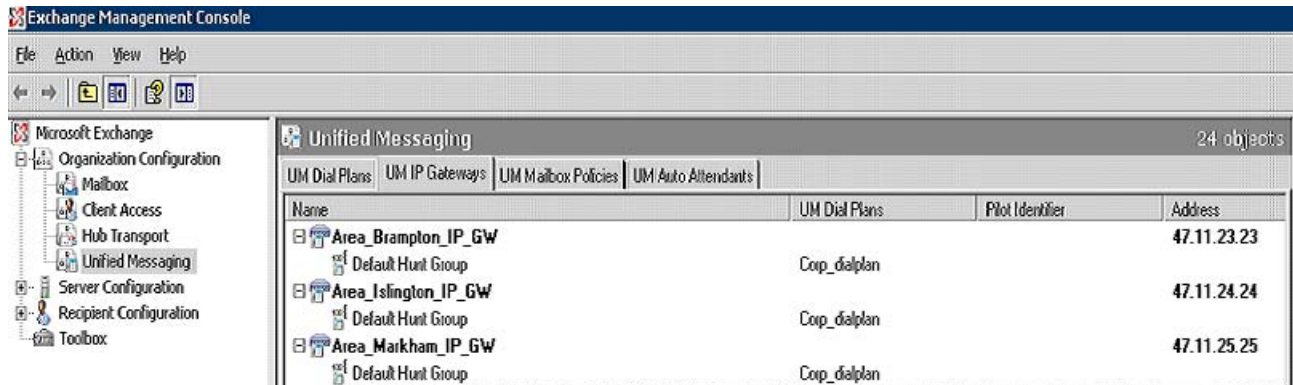 Exchange Management Console
File Action View Help
Microsoft Exchange
Organization Configuration
Mailbox
Client Access
Hub Transport
Unified Messaging
Server Configuration
Recipient Configuration
Toolbox
Unified Messaging 24 objects
UM Dial Plans UM IP Gateways UM Mailbox Policies UM Auto Attendants
Name UM Dial Plans Pilot Identifier Address
Area_Brampton_IP_GW 47.11.23.23
Default Hunt Group Corp_dialplan
Area_Islington_IP_GW 47.11.24.24
Default Hunt Group Corp_dialplan
Area_Markham_IP_GW 47.11.25.25
Default Hunt Group Corp_dialplan